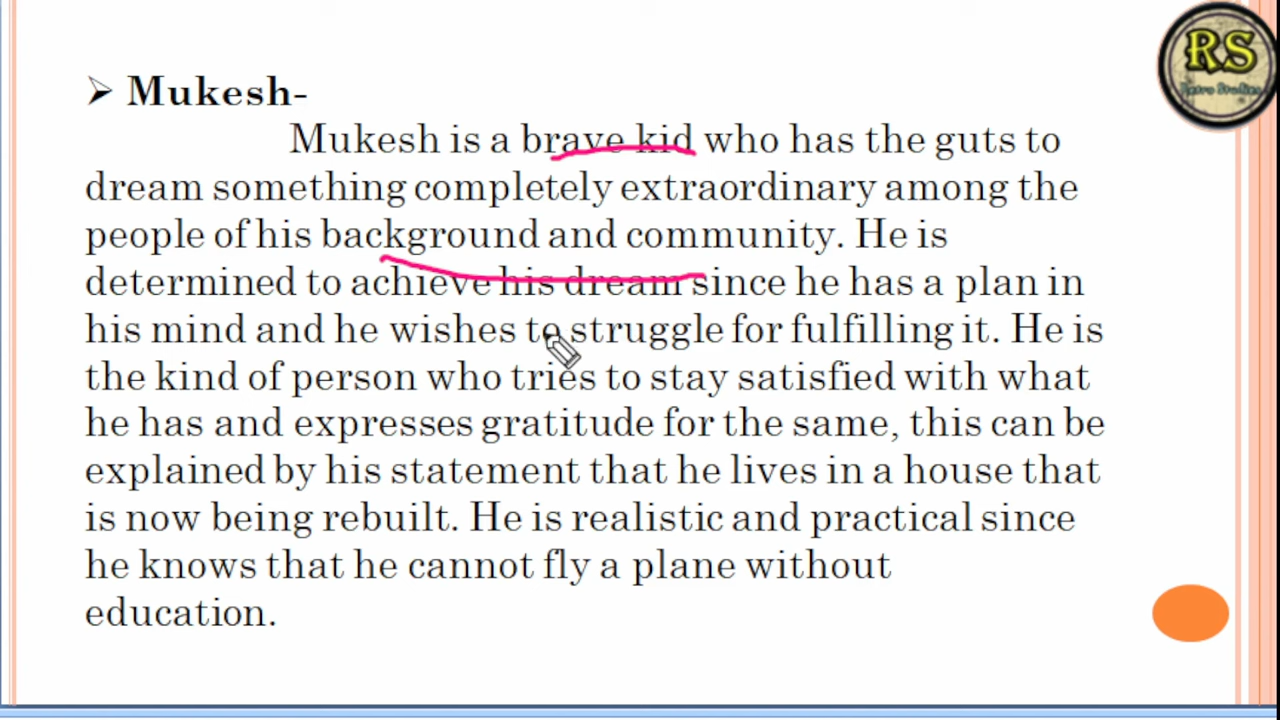 RS
Retro Studies
➢ Mukesh-
Mukesh is a brave kid who has the guts to
dream something completely extraordinary among the
people of his background and community. He is
determined to achieve his dream since he has a plan in
his mind and he wishes to struggle for fulfilling it. He is
the kind of person who tries to stay satisfied with what
he has and expresses gratitude for the same, this can be
explained by his statement that he lives in a house that
is now being rebuilt. He is realistic and practical since
he knows that he cannot fly a plane without
education.